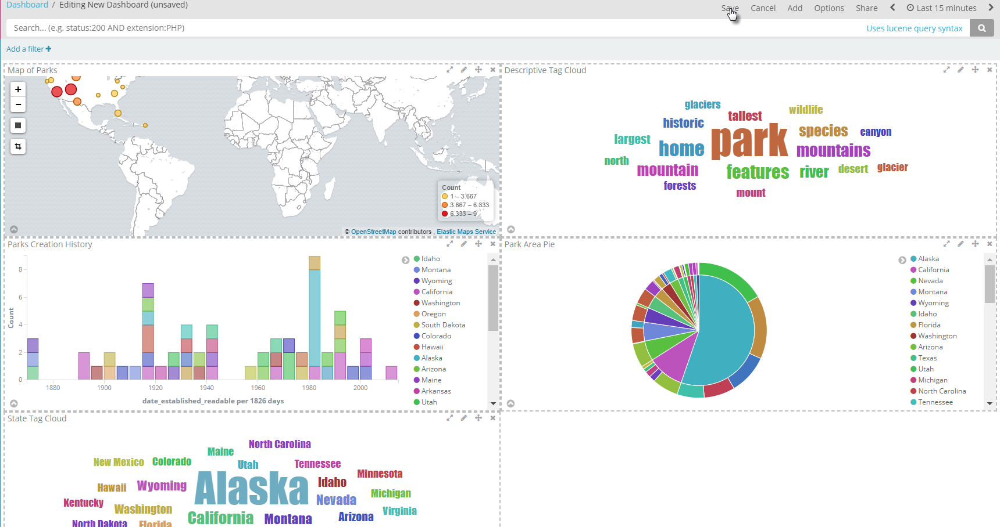 Dashboard / Editing New Dashboard (unsaved)
Save Cancel Add Options Share Last 15 minutes
Search... (e.g. status:200 AND extension:PHP)
Uses lucene query syntax
Add a filter
Map of Parks
+
−
Count
1 – 3.667
3.667 – 6.333
6.333 – 9
© OpenStreetMap contributors , Elastic Maps Service
Descriptive Tag Cloud
glaciers
tallest
wildlife
historic
park
species
canyon
largest
home
mountains
north
mountain
features
river
desert
glacier
forests
mount
Parks Creation History
Count
8
6
4
2
0
1880 1900 1920 1940 1960 1980 2000
date_established_readable per 1826 days
Idaho
Montana
Wyoming
California
Washington
Oregon
South Dakota
Colorado
Hawaii
Alaska
Arizona
Maine
Arkansas
Utah
Park Area Pie
Alaska
California
Nevada
Montana
Wyoming
Idaho
Florida
Washington
Arizona
Texas
Utah
Michigan
North Carolina
Tennessee
State Tag Cloud
North Carolina
Maine
New Mexico
Colorado
Utah
Tennessee
Minnesota
Hawaii
Wyoming
Alaska
Idaho
Michigan
Kentucky
Nevada
Washington
Virginia
California
Montana
Arizona
North Dakota
Florida